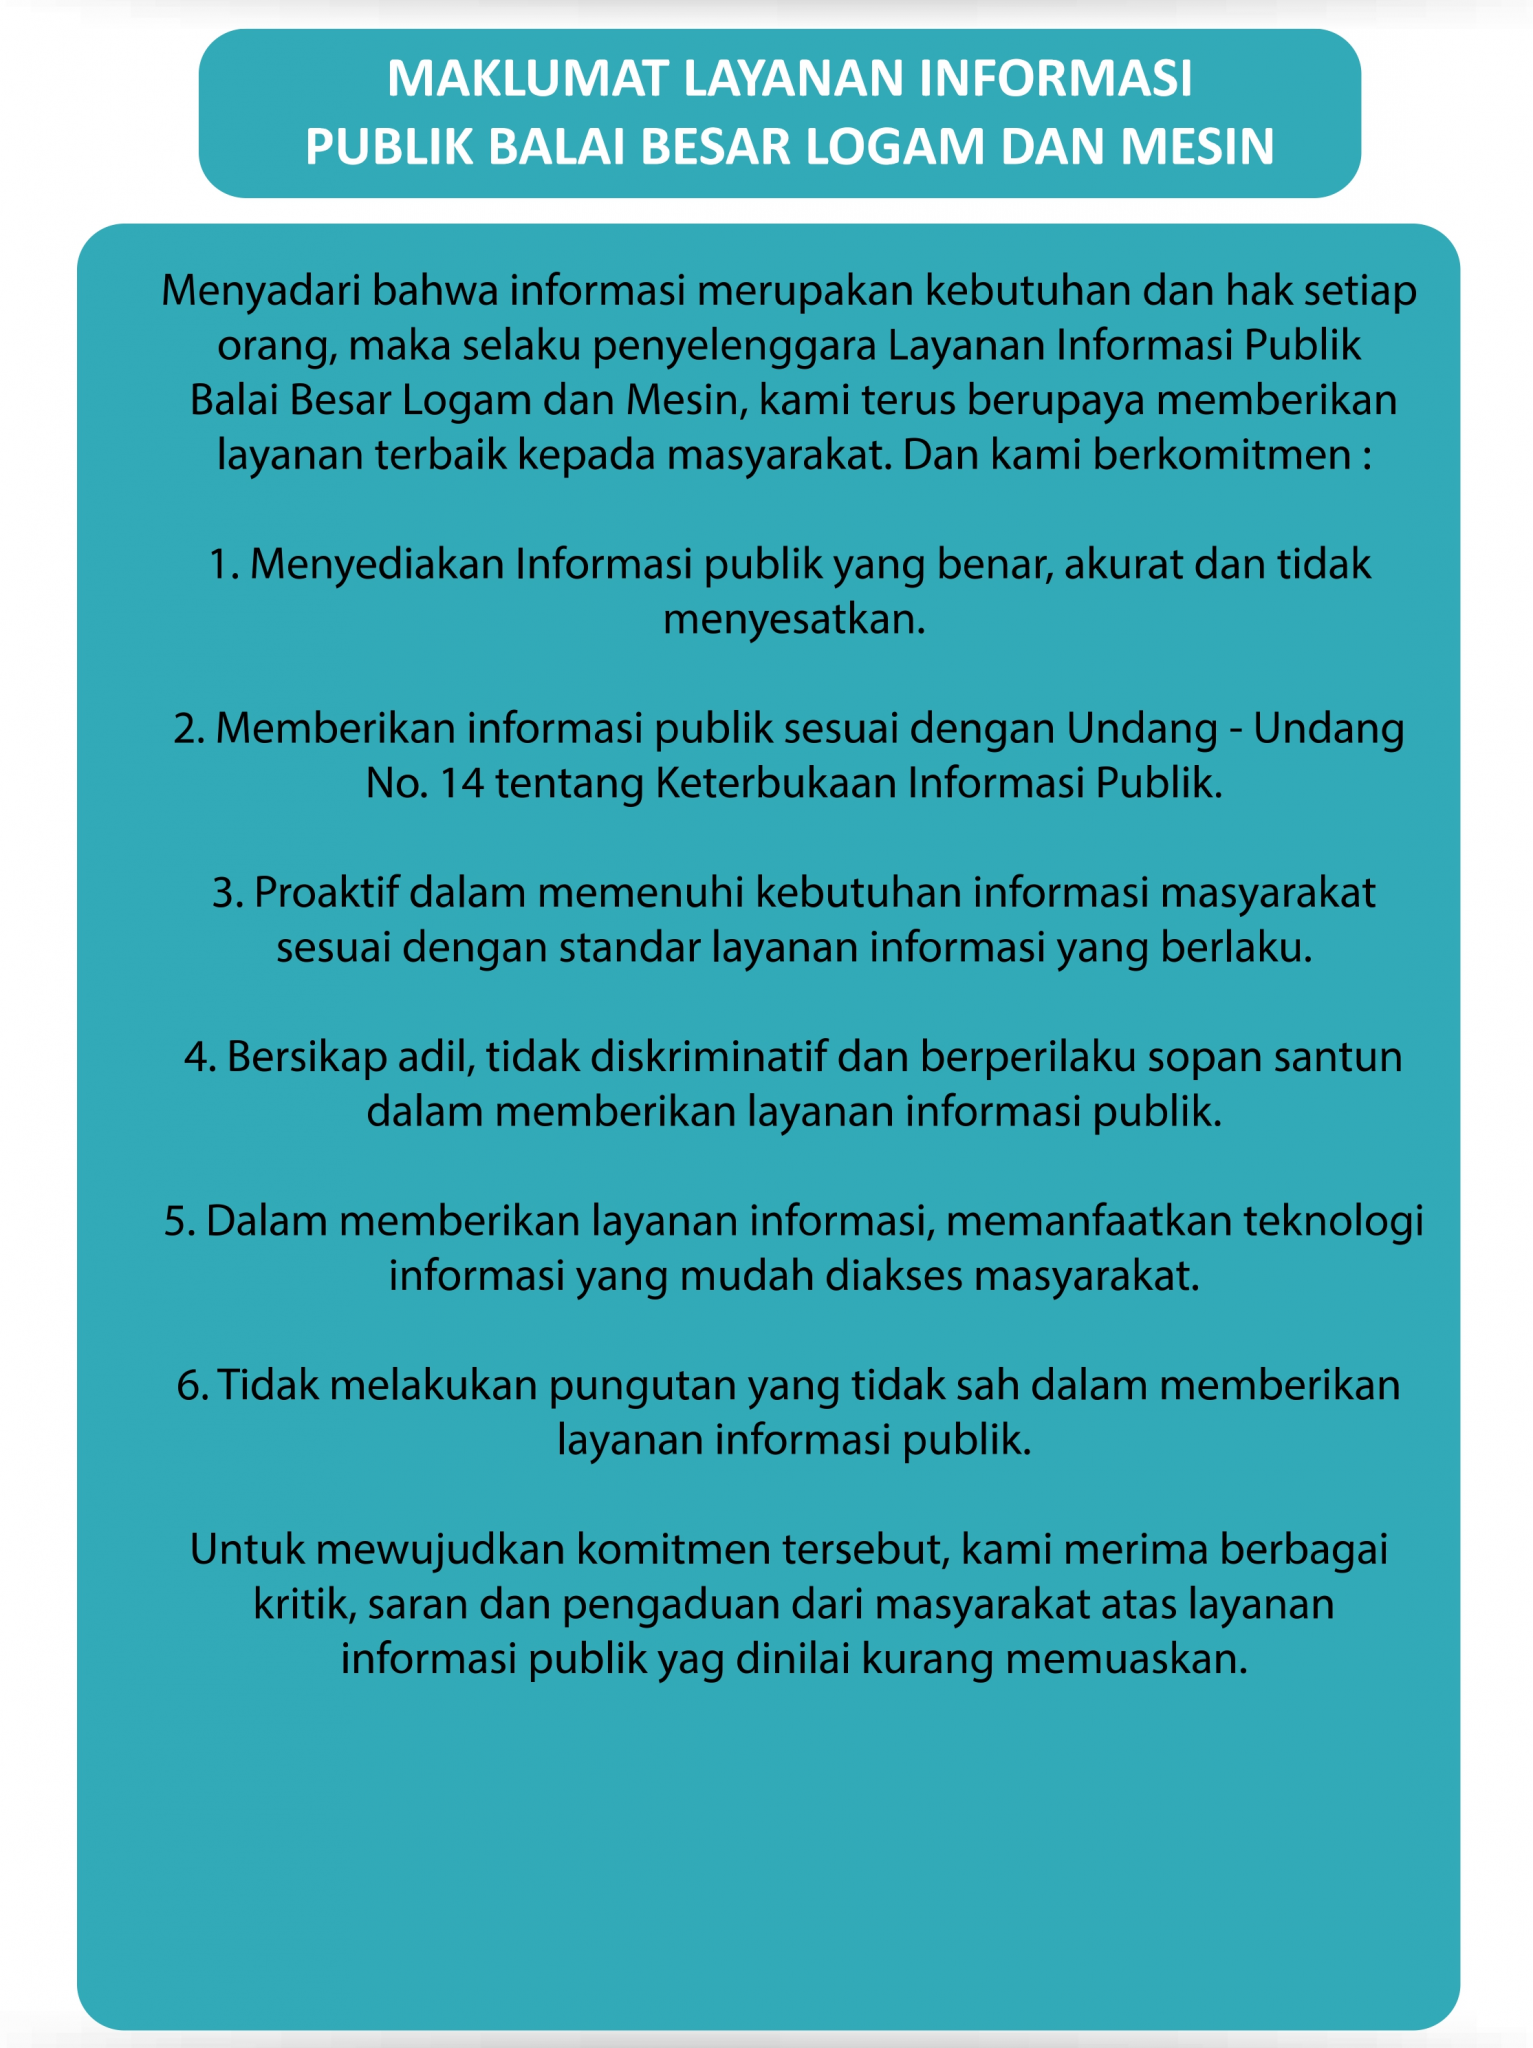 MAKLUMAT LAYANAN INFORMASI
PUBLIK BALAI BESAR LOGAM DAN MESIN
Menyadari bahwa informasi merupakan kebutuhan dan hak setiap
orang, maka selaku penyelenggara Layanan Informasi Publik
Balai Besar Logam dan Mesin, kami terus berupaya memberikan
layanan terbaik kepada masyarakat. Dan kami berkomitmen :
1. Menyediakan Informasi publik yang benar, akurat dan tidak
menyesatkan.
2. Memberikan informasi publik sesuai dengan Undang - Undang
No. 14 tentang Keterbukaan Informasi Publik.
3. Proaktif dalam memenuhi kebutuhan informasi masyarakat
sesuai dengan standar layanan informasi yang berlaku.
4. Bersikap adil, tidak diskriminatif dan berperilaku sopan santun
dalam memberikan layanan informasi publik.
5. Dalam memberikan layanan informasi, memanfaatkan teknologi
informasi yang mudah diakses masyarakat.
6. Tidak melakukan pungutan yang tidak sah dalam memberikan
layanan informasi publik.
Untuk mewujudkan komitmen tersebut, kami merima berbagai
kritik, saran dan pengaduan dari masyarakat atas layanan
informasi publik yag dinilai kurang memuaskan.